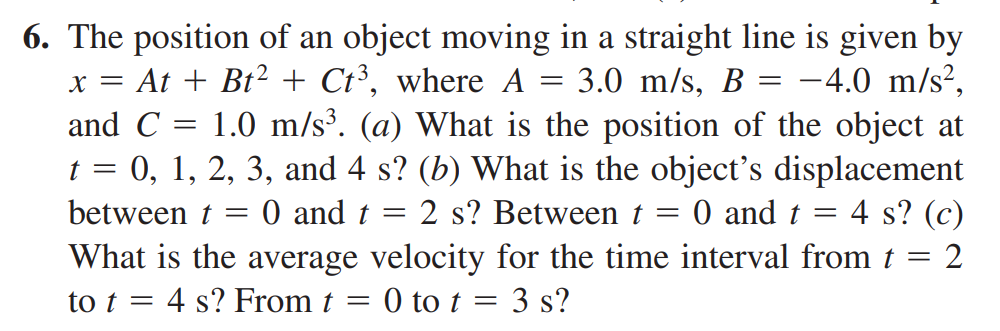 6. The position of an object moving in a straight line is given by
x = At + Bt² + Ct³, where A = 3.0 m/s, B = −4.0 m/s²,
and C = 1.0 m/s³. (a) What is the position of the object at
t = 0, 1, 2, 3, and 4 s? (b) What is the object’s displacement
between t = 0 and t = 2 s? Between t = 0 and t = 4 s? (c)
What is the average velocity for the time interval from t = 2
to t = 4 s? From t = 0 to t = 3 s?